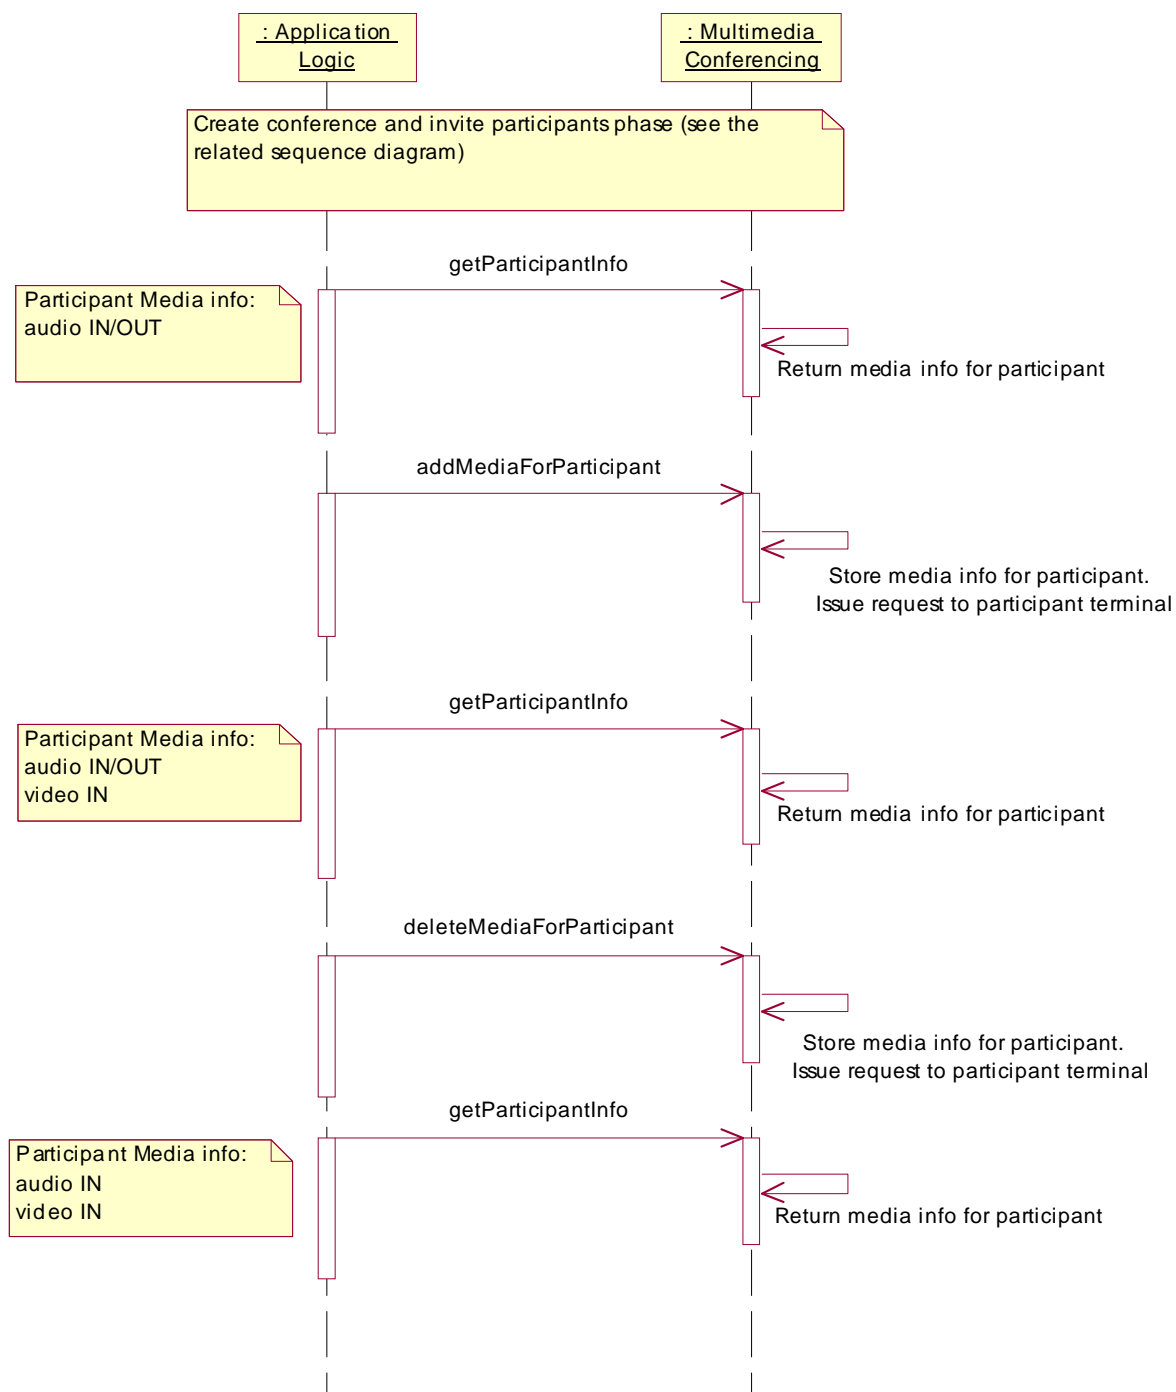 : Application
Logic
: Multimedia
Conferencing
Create conference and invite participants phase (see the
related sequence diagram)
getParticipantInfo
Participant Media info:
audio IN/OUT
Return media info for participant
addMediaForParticipant
Store media info for participant.
Issue request to participant terminal
getParticipantInfo
Participant Media info:
audio IN/OUT
video IN
Return media info for participant
deleteMediaForParticipant
Store media info for participant.
Issue request to participant terminal
getParticipantInfo
Participant Media info:
audio IN
video IN
Return media info for participant